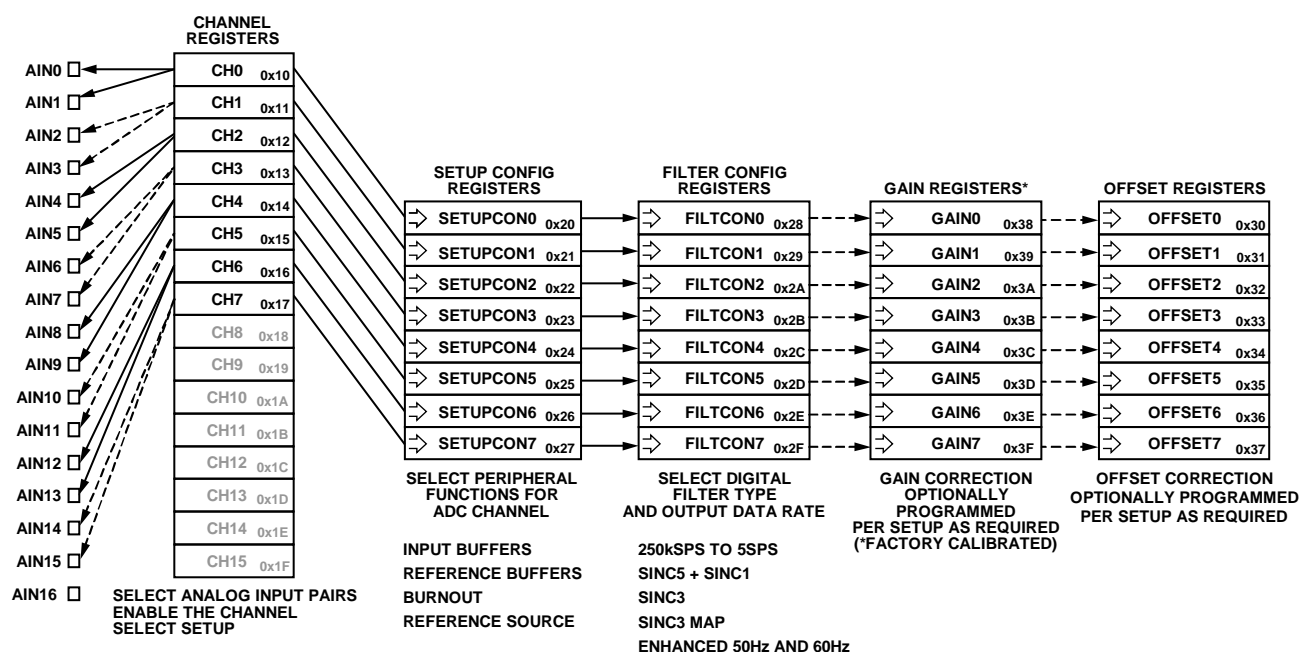 CHANNEL
REGISTERS
AIN0
AIN1
AIN2
AIN3
AIN4
AIN5
AIN6
AIN7
AIN8
AIN9
AIN10
AIN11
AIN12
AIN13
AIN14
AIN15
AIN16
CH0 0x10
CH1 0x11
CH2 0x12
CH3 0x13
CH4 0x14
CH5 0x15
CH6 0x16
CH7 0x17
CH8 0x18
CH9 0x19
CH10 0x1A
CH11 0x1B
CH12 0x1C
CH13 0x1D
CH14 0x1E
CH15 0x1F
SELECT ANALOG INPUT PAIRS
ENABLE THE CHANNEL
SELECT SETUP
SETUP CONFIG
REGISTERS
SETUPCON0 0x20
SETUPCON1 0x21
SETUPCON2 0x22
SETUPCON3 0x23
SETUPCON4 0x24
SETUPCON5 0x25
SETUPCON6 0x26
SETUPCON7 0x27
SELECT PERIPHERAL
FUNCTIONS FOR
ADC CHANNEL
INPUT BUFFERS
REFERENCE BUFFERS
BURNOUT
REFERENCE SOURCE
FILTER CONFIG
REGISTERS
FILTCON0 0x28
FILTCON1 0x29
FILTCON2 0x2A
FILTCON3 0x2B
FILTCON4 0x2C
FILTCON5 0x2D
FILTCON6 0x2E
FILTCON7 0x2F
SELECT DIGITAL
FILTER TYPE
AND OUTPUT DATA RATE
250kSPS TO 5SPS
SINC5 + SINC1
SINC3
SINC3 MAP
ENHANCED 50Hz AND 60Hz
GAIN REGISTERS*
GAIN0 0x38
GAIN1 0x39
GAIN2 0x3A
GAIN3 0x3B
GAIN4 0x3C
GAIN5 0x3D
GAIN6 0x3E
GAIN7 0x3F
GAIN CORRECTION
OPTIONALLY
PROGRAMMED
PER SETUP AS REQUIRED
(*FACTORY CALIBRATED)
OFFSET REGISTERS
OFFSET0 0x30
OFFSET1 0x31
OFFSET2 0x32
OFFSET3 0x33
OFFSET4 0x34
OFFSET5 0x35
OFFSET6 0x36
OFFSET7 0x37
OFFSET CORRECTION
OPTIONALLY PROGRAMMED
PER SETUP AS REQUIRED